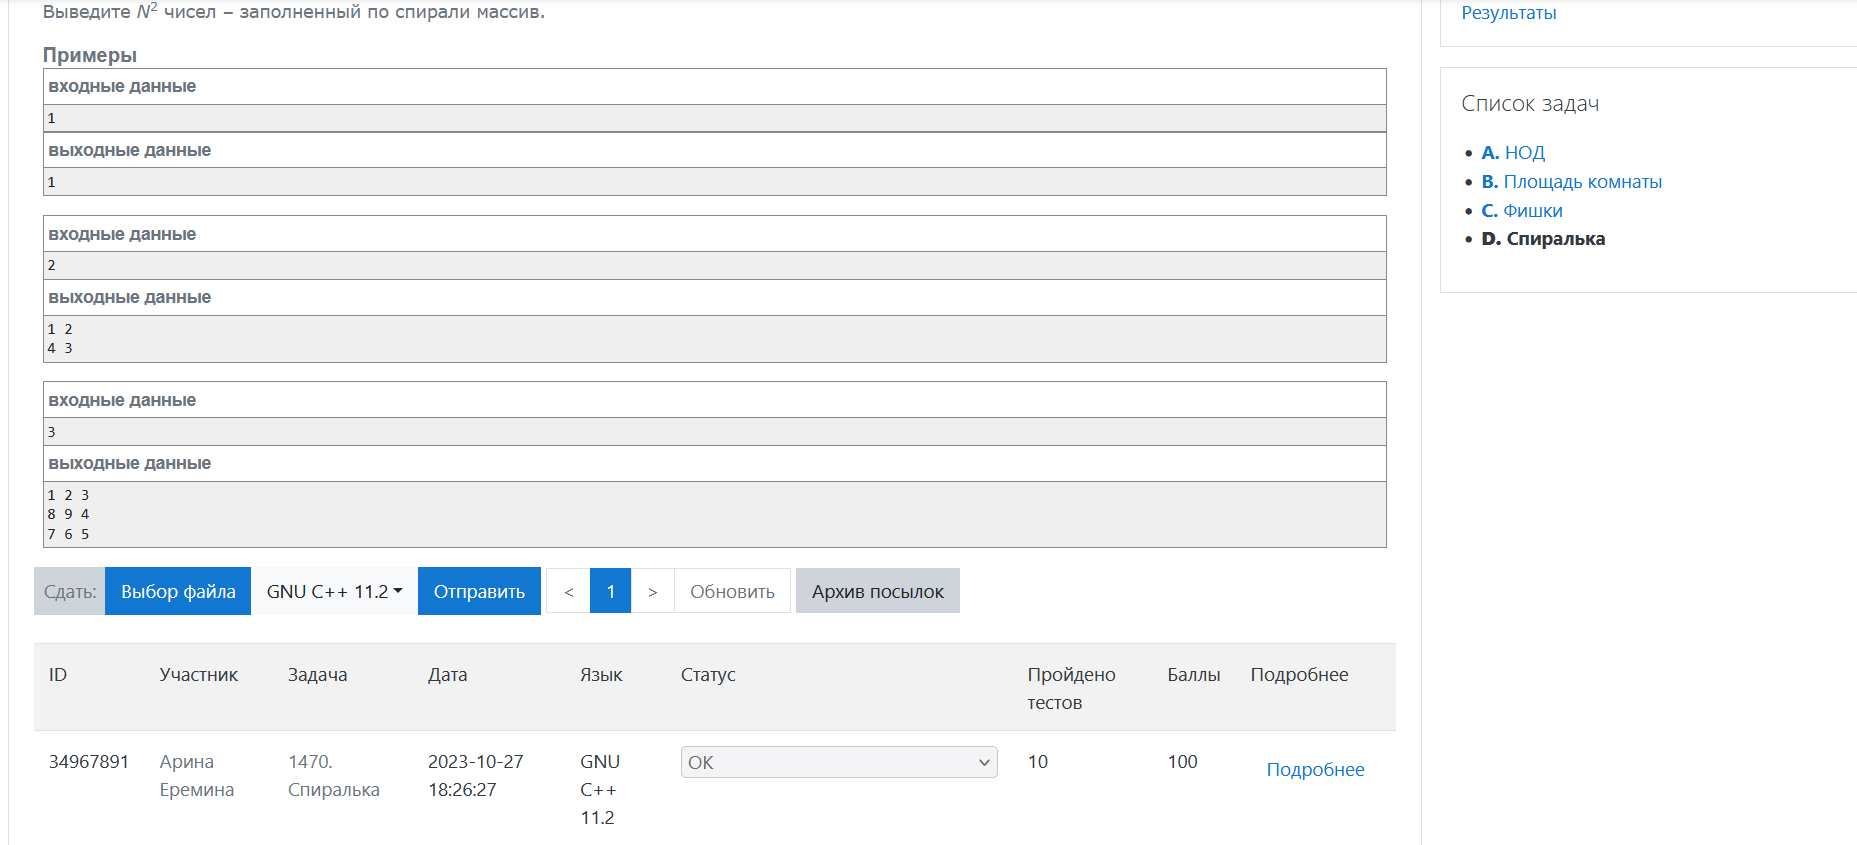 Выведите N² чисел – заполненный по спирали массив.
Примеры
входные данные
1
выходные данные
1
входные данные
2
выходные данные
1 2
4 3
входные данные
3
выходные данные
1 2 3
8 9 4
7 6 5
Сдать: Выбор файла GNU C++ 11.2 Отправить < 1 > Обновить Архив посылок
ID Участник Задача Дата Язык Статус Пройдено тестов Баллы Подробнее
34967891 Арина Еремина 1470. Спиралька 2023-10-27 18:26:27 GNU C++ 11.2 OK 10 100 Подробнее
Результаты
Список задач
• A. НОД
• B. Площадь комнаты
• C. Фишки
• D. Спиралька